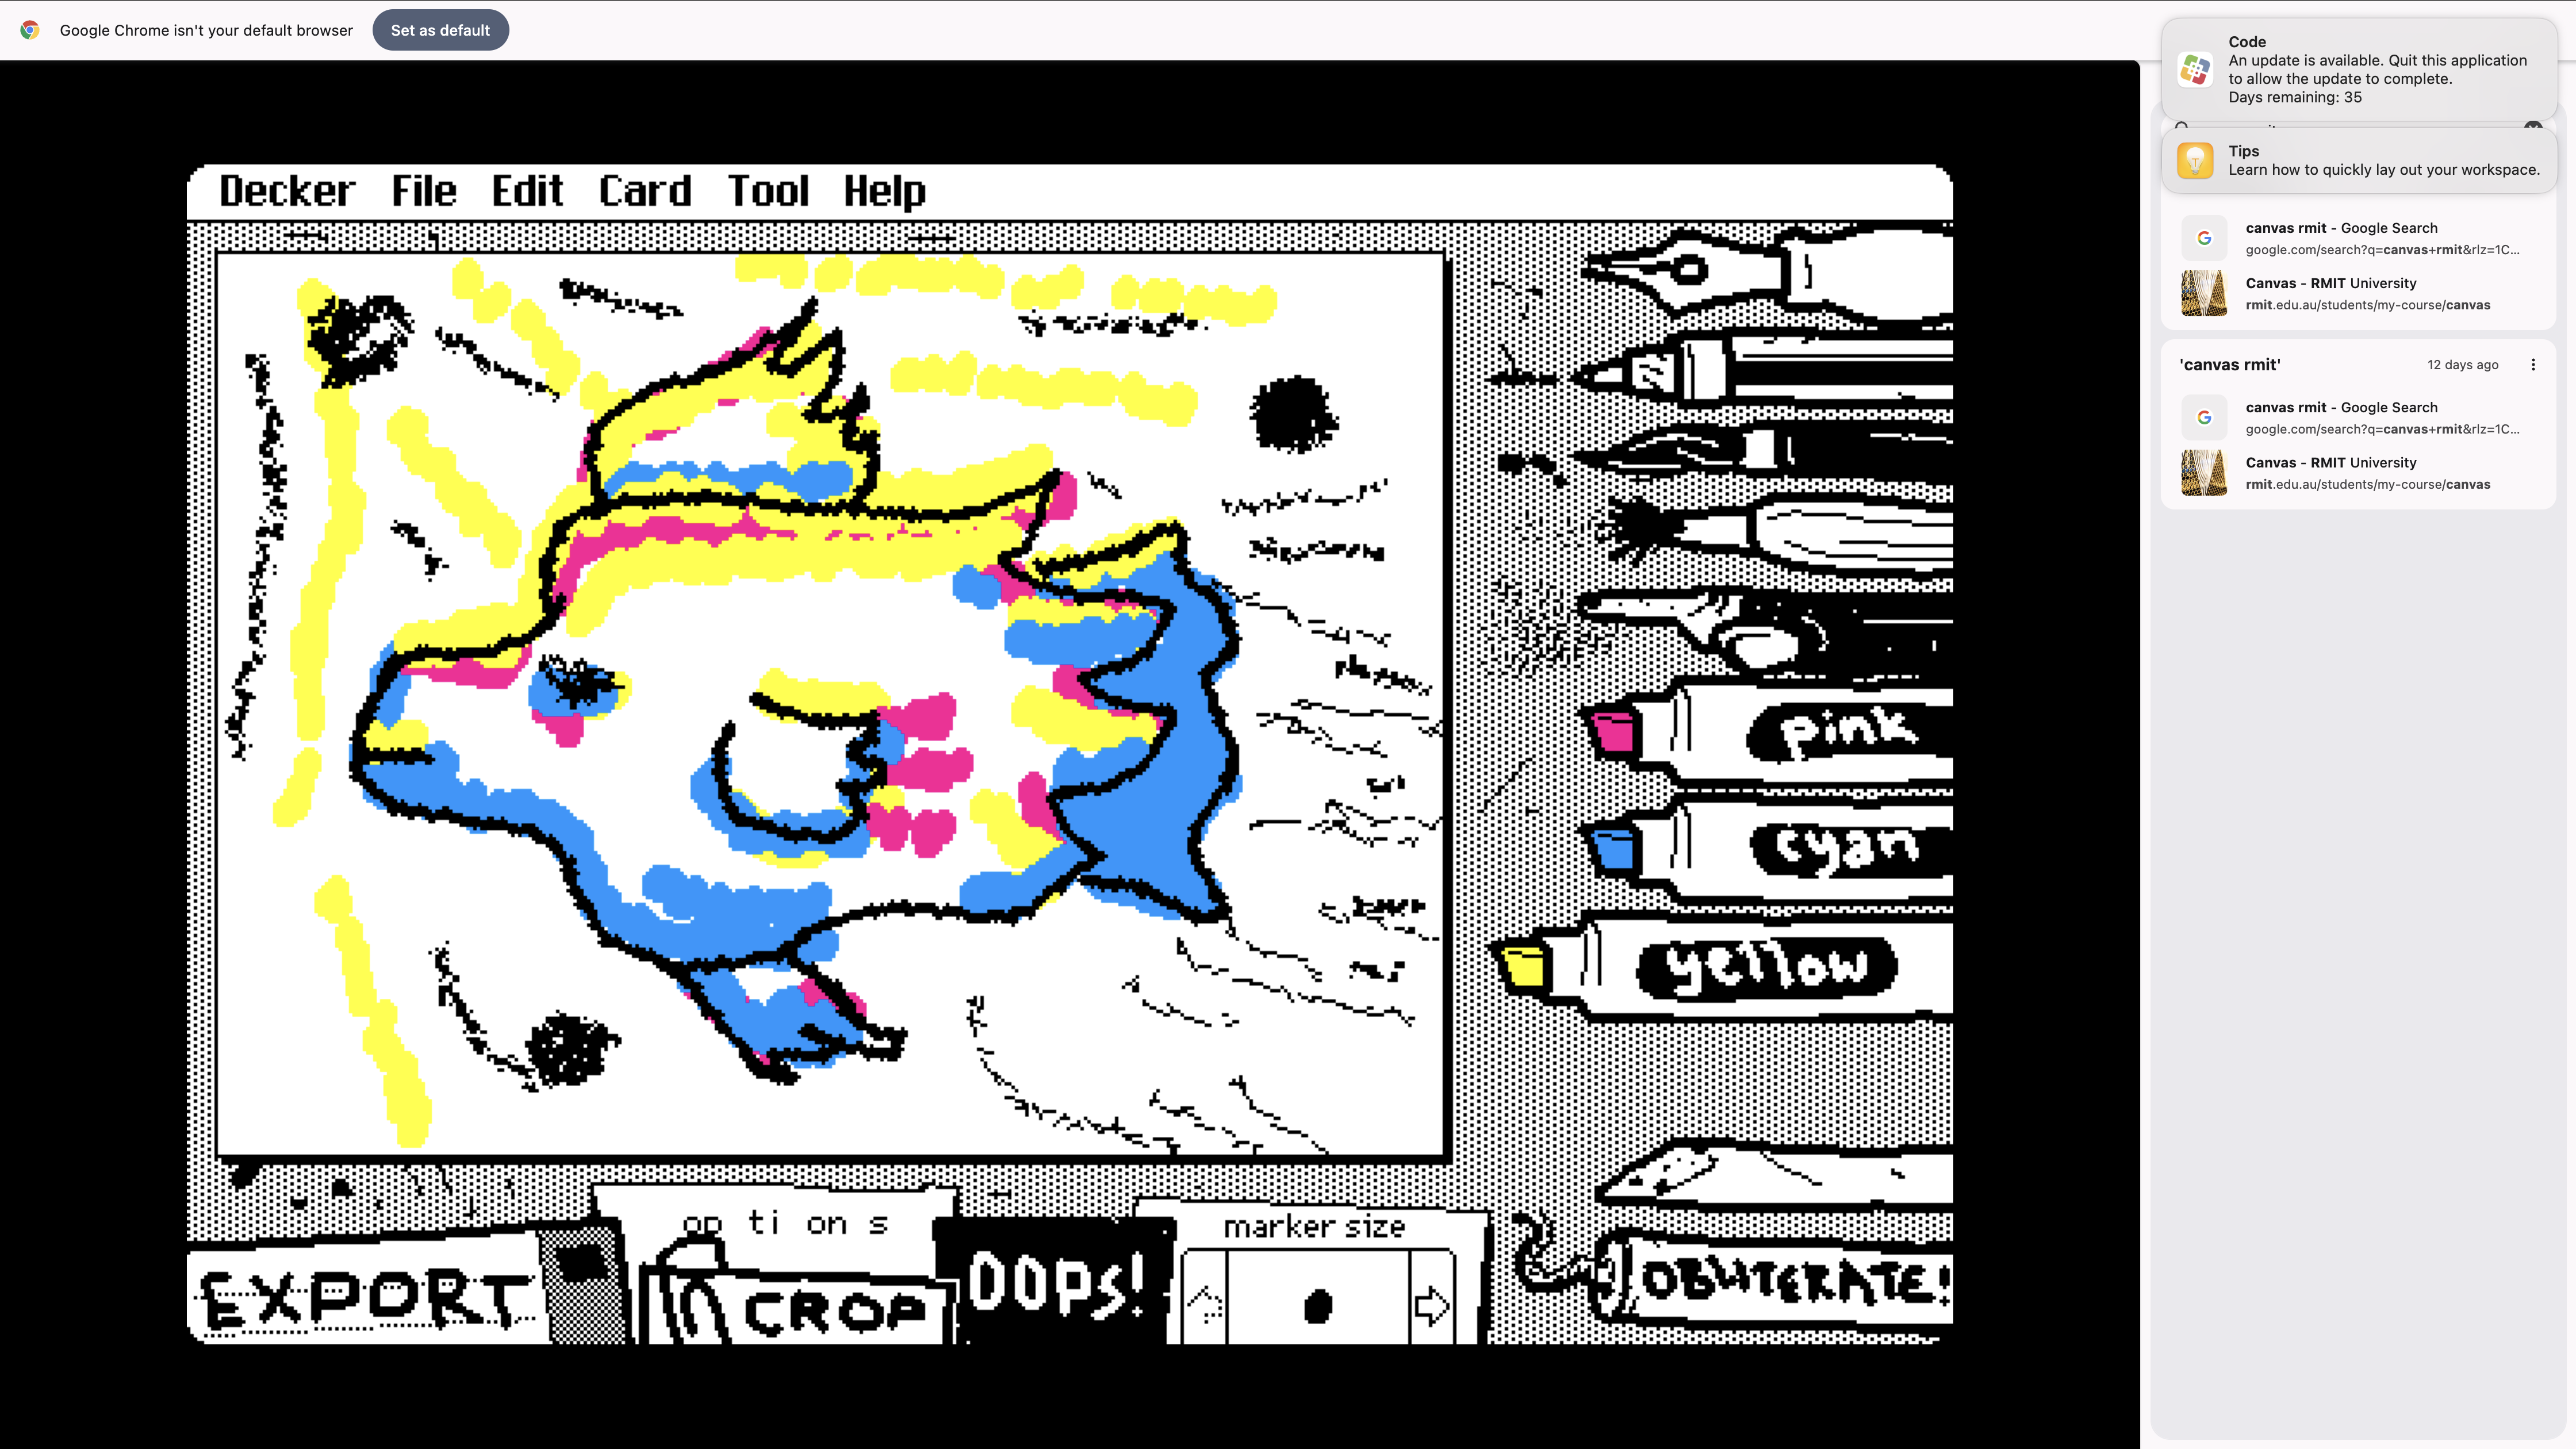 Google Chrome isn't your default browser
Set as default
Code
An update is available. Quit this application
to allow the update to complete.
Days remaining: 35
Tips
Learn how to quickly lay out your workspace.
canvas rmit - Google Search
google.com/search?q=canvas+rmit&rlz=1C...
Canvas - RMIT University
rmit.edu.au/students/my-course/canvas
'canvas rmit'
12 days ago
canvas rmit - Google Search
google.com/search?q=canvas+rmit&rlz=1C...
Canvas - RMIT University
rmit.edu.au/students/my-course/canvas
Decker File Edit Card Tool Help
pink
cyan
yellow
op ti on s
marker size
EXPORT
CROP
OOPS!
OBLITERATE!